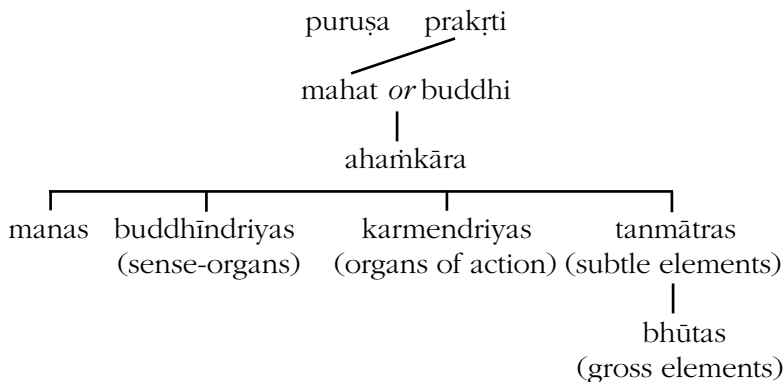 puruṣa prakṛti
mahat or buddhi
ahaṁkāra
manas buddhīndriyas karmendriyas tanmātras
(sense-organs) (organs of action) (subtle elements)
bhūtas
(gross elements)